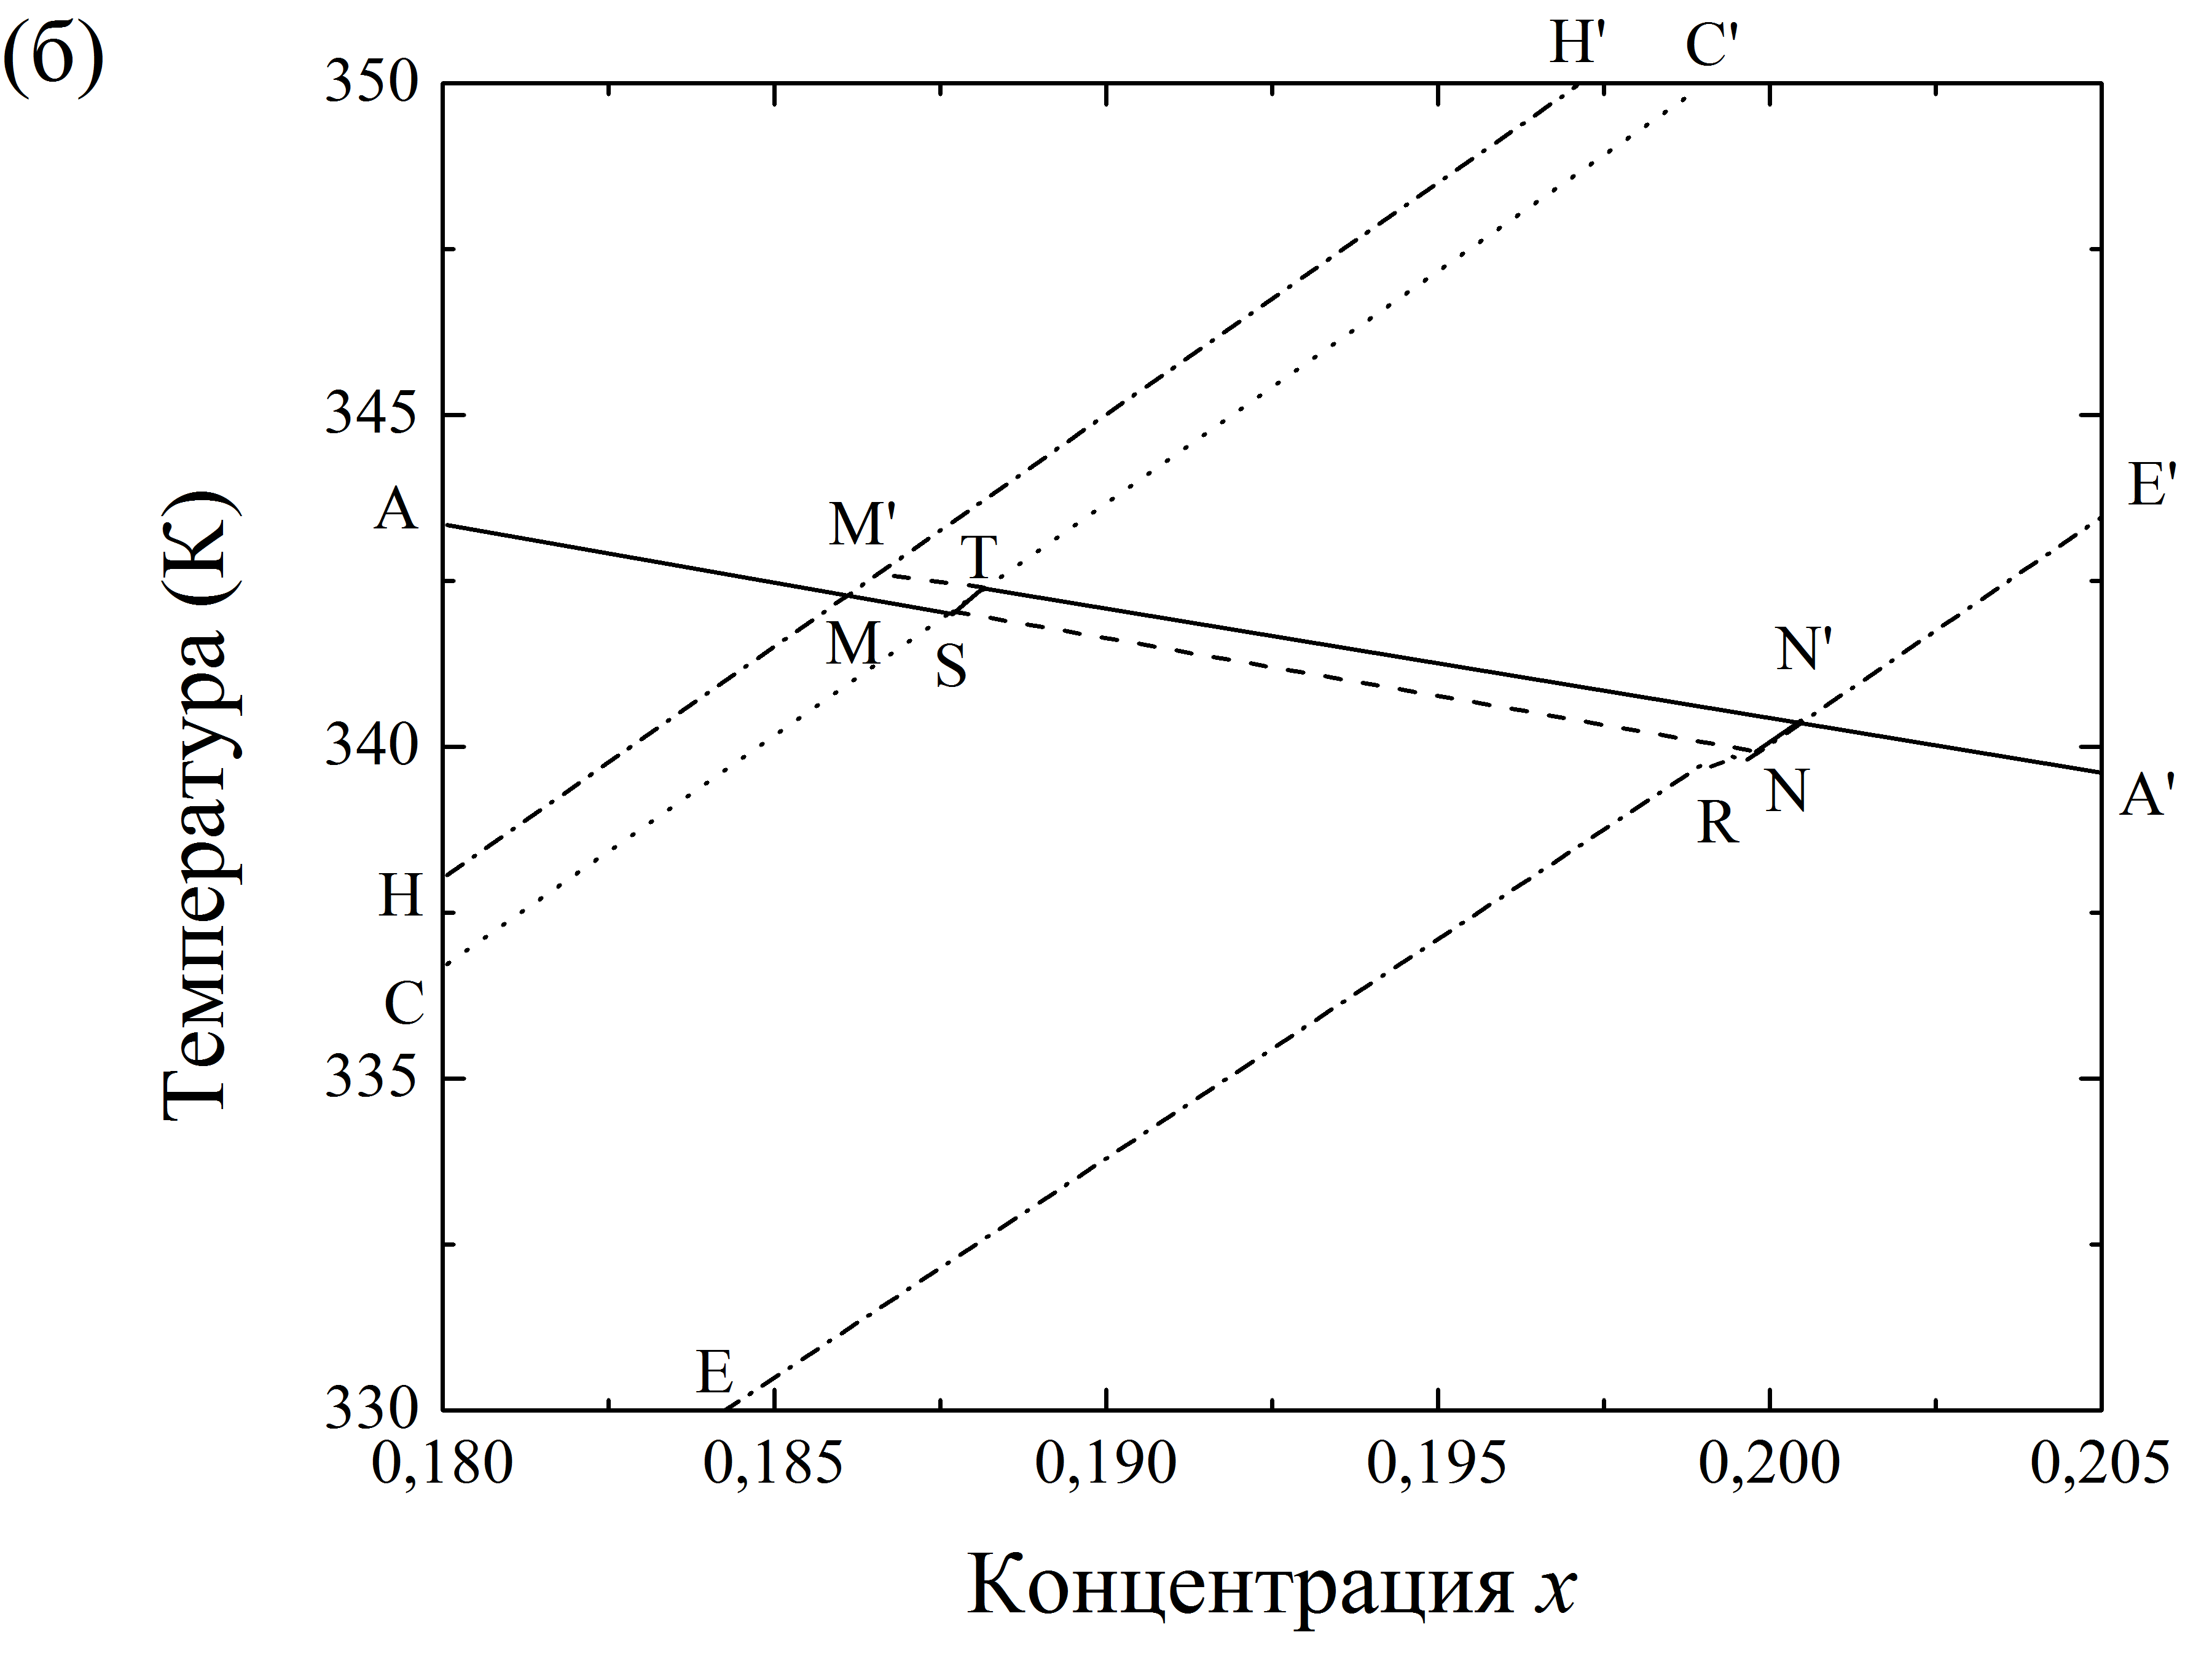 (б)
H' C'
350
345
E'
A
M'
T
M
S
N'
340
N
A'
R
H
C
335
E
330
0,180 0,185 0,190 0,195 0,200 0,205
Температура (К)
Концентрация x